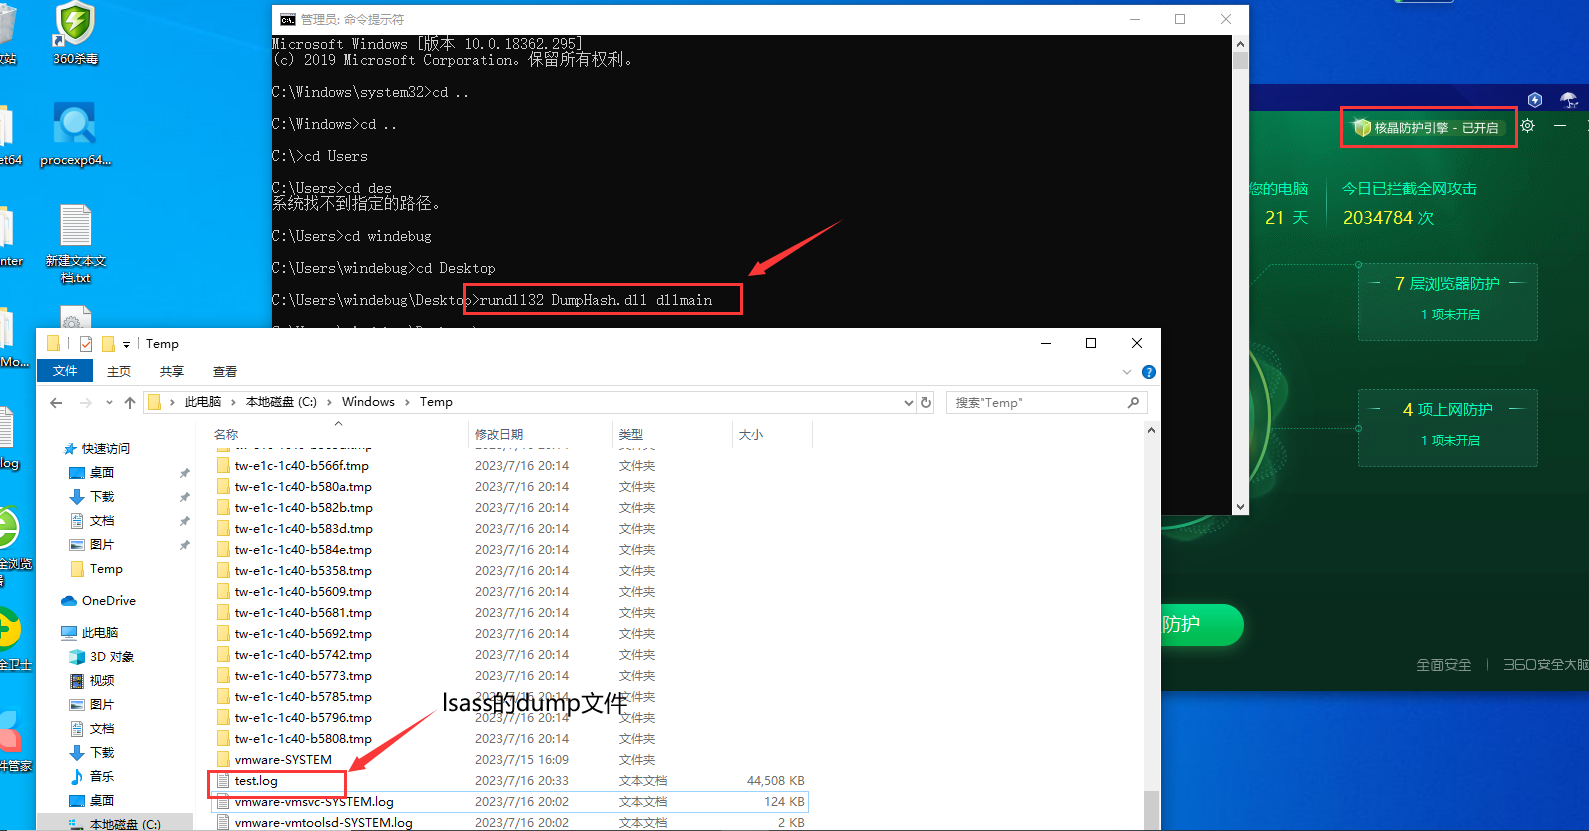 360杀毒
procexp64...
新建文本文
档.txt
管理员: 命令提示符
Microsoft Windows [版本 10.0.18362.295]
(c) 2019 Microsoft Corporation。保留所有权利。
C:\Windows\system32>cd ..
C:\Windows>cd ..
C:\>cd Users
C:\Users>cd des
系统找不到指定的路径。
C:\Users>cd windebug
C:\Users\windebug>cd Desktop
C:\Users\windebug\Desktop>rundll32 DumpHash.dll dllmain
核晶防护引擎 - 已开启
您的电脑
21 天
今日已拦截全网攻击
2034784 次
7 层浏览器防护
1 项未开启
4 项上网防护
1 项未开启
防护
全面安全
360安全大脑
Temp
文件 主页 共享 查看
此电脑 本地磁盘 (C:) Windows Temp
搜索"Temp"
快速访问
桌面
下载
文档
图片
Temp
OneDrive
此电脑
3D 对象
视频
图片
文档
下载
音乐
桌面
本地磁盘 (C:)
名称 修改日期 类型 大小
tw-e1c-1c40-b566f.tmp 2023/7/16 20:14 文件夹
tw-e1c-1c40-b580a.tmp 2023/7/16 20:14 文件夹
tw-e1c-1c40-b582b.tmp 2023/7/16 20:14 文件夹
tw-e1c-1c40-b583d.tmp 2023/7/16 20:14 文件夹
tw-e1c-1c40-b584e.tmp 2023/7/16 20:14 文件夹
tw-e1c-1c40-b5358.tmp 2023/7/16 20:14 文件夹
tw-e1c-1c40-b5609.tmp 2023/7/16 20:14 文件夹
tw-e1c-1c40-b5681.tmp 2023/7/16 20:14 文件夹
tw-e1c-1c40-b5692.tmp 2023/7/16 20:14 文件夹
tw-e1c-1c40-b5742.tmp 2023/7/16 20:14 文件夹
tw-e1c-1c40-b5773.tmp 2023/7/16 20:14 文件夹
tw-e1c-1c40-b5785.tmp 2023/7/16 20:14 文件夹
tw-e1c-1c40-b5796.tmp 2023/7/16 20:14 文件夹
tw-e1c-1c40-b5808.tmp 2023/7/16 20:14 文件夹
vmware-SYSTEM 2023/7/15 16:09 文件夹
test.log 2023/7/16 20:33 文本文档 44,508 KB
vmware-vmsvc-SYSTEM.log 2023/7/16 20:02 文本文档 124 KB
vmware-vmtoolsd-SYSTEM.log 2023/7/16 20:02 文本文档 2 KB
lsass的dump文件